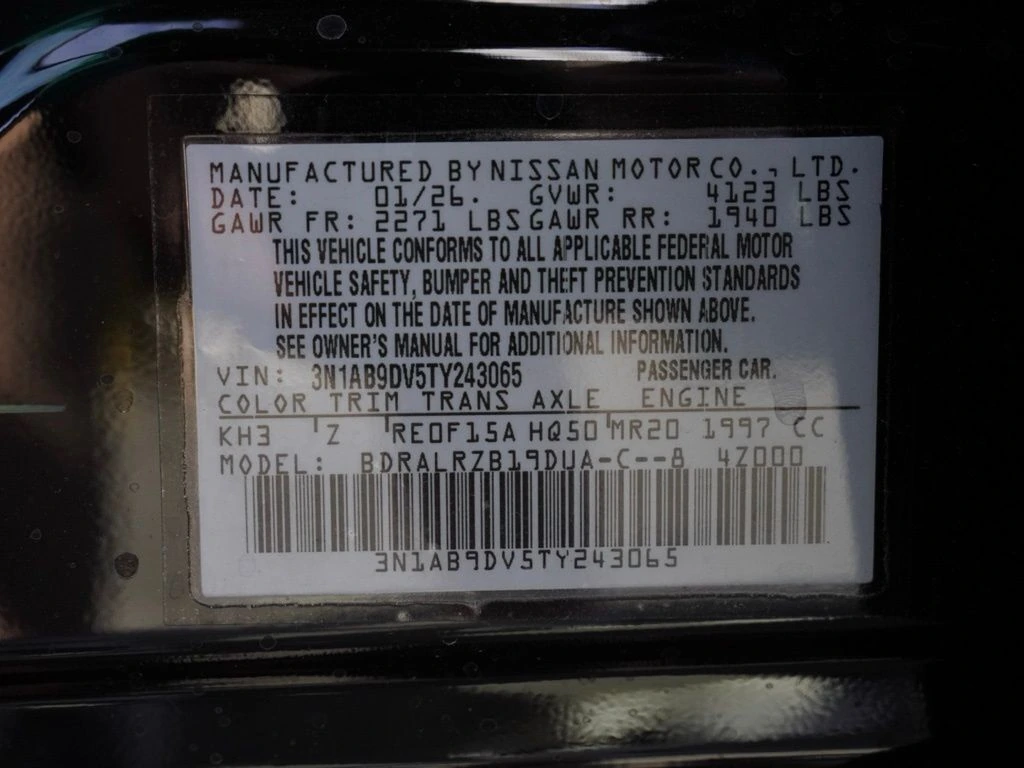 MANUFACTURED BY NISSAN MOTOR CO., LTD.
DATE: 01/26. GVWR: 4123 LBS
GAWR FR: 2271 LBS GAWR RR: 1940 LBS
THIS VEHICLE CONFORMS TO ALL APPLICABLE FEDERAL MOTOR
VEHICLE SAFETY, BUMPER AND THEFT PREVENTION STANDARDS
IN EFFECT ON THE DATE OF MANUFACTURE SHOWN ABOVE.
SEE OWNER'S MANUAL FOR ADDITIONAL INFORMATION.
VIN: 3N1AB9DV5TY243065 PASSENGER CAR.
COLOR TRIM TRANS AXLE ENGINE
KH3 Z RE0F15A HQ50 MR20 1997 CC
MODEL: BDRALRZB19DUA-C--8 4Z000
3N1AB9DV5TY243065